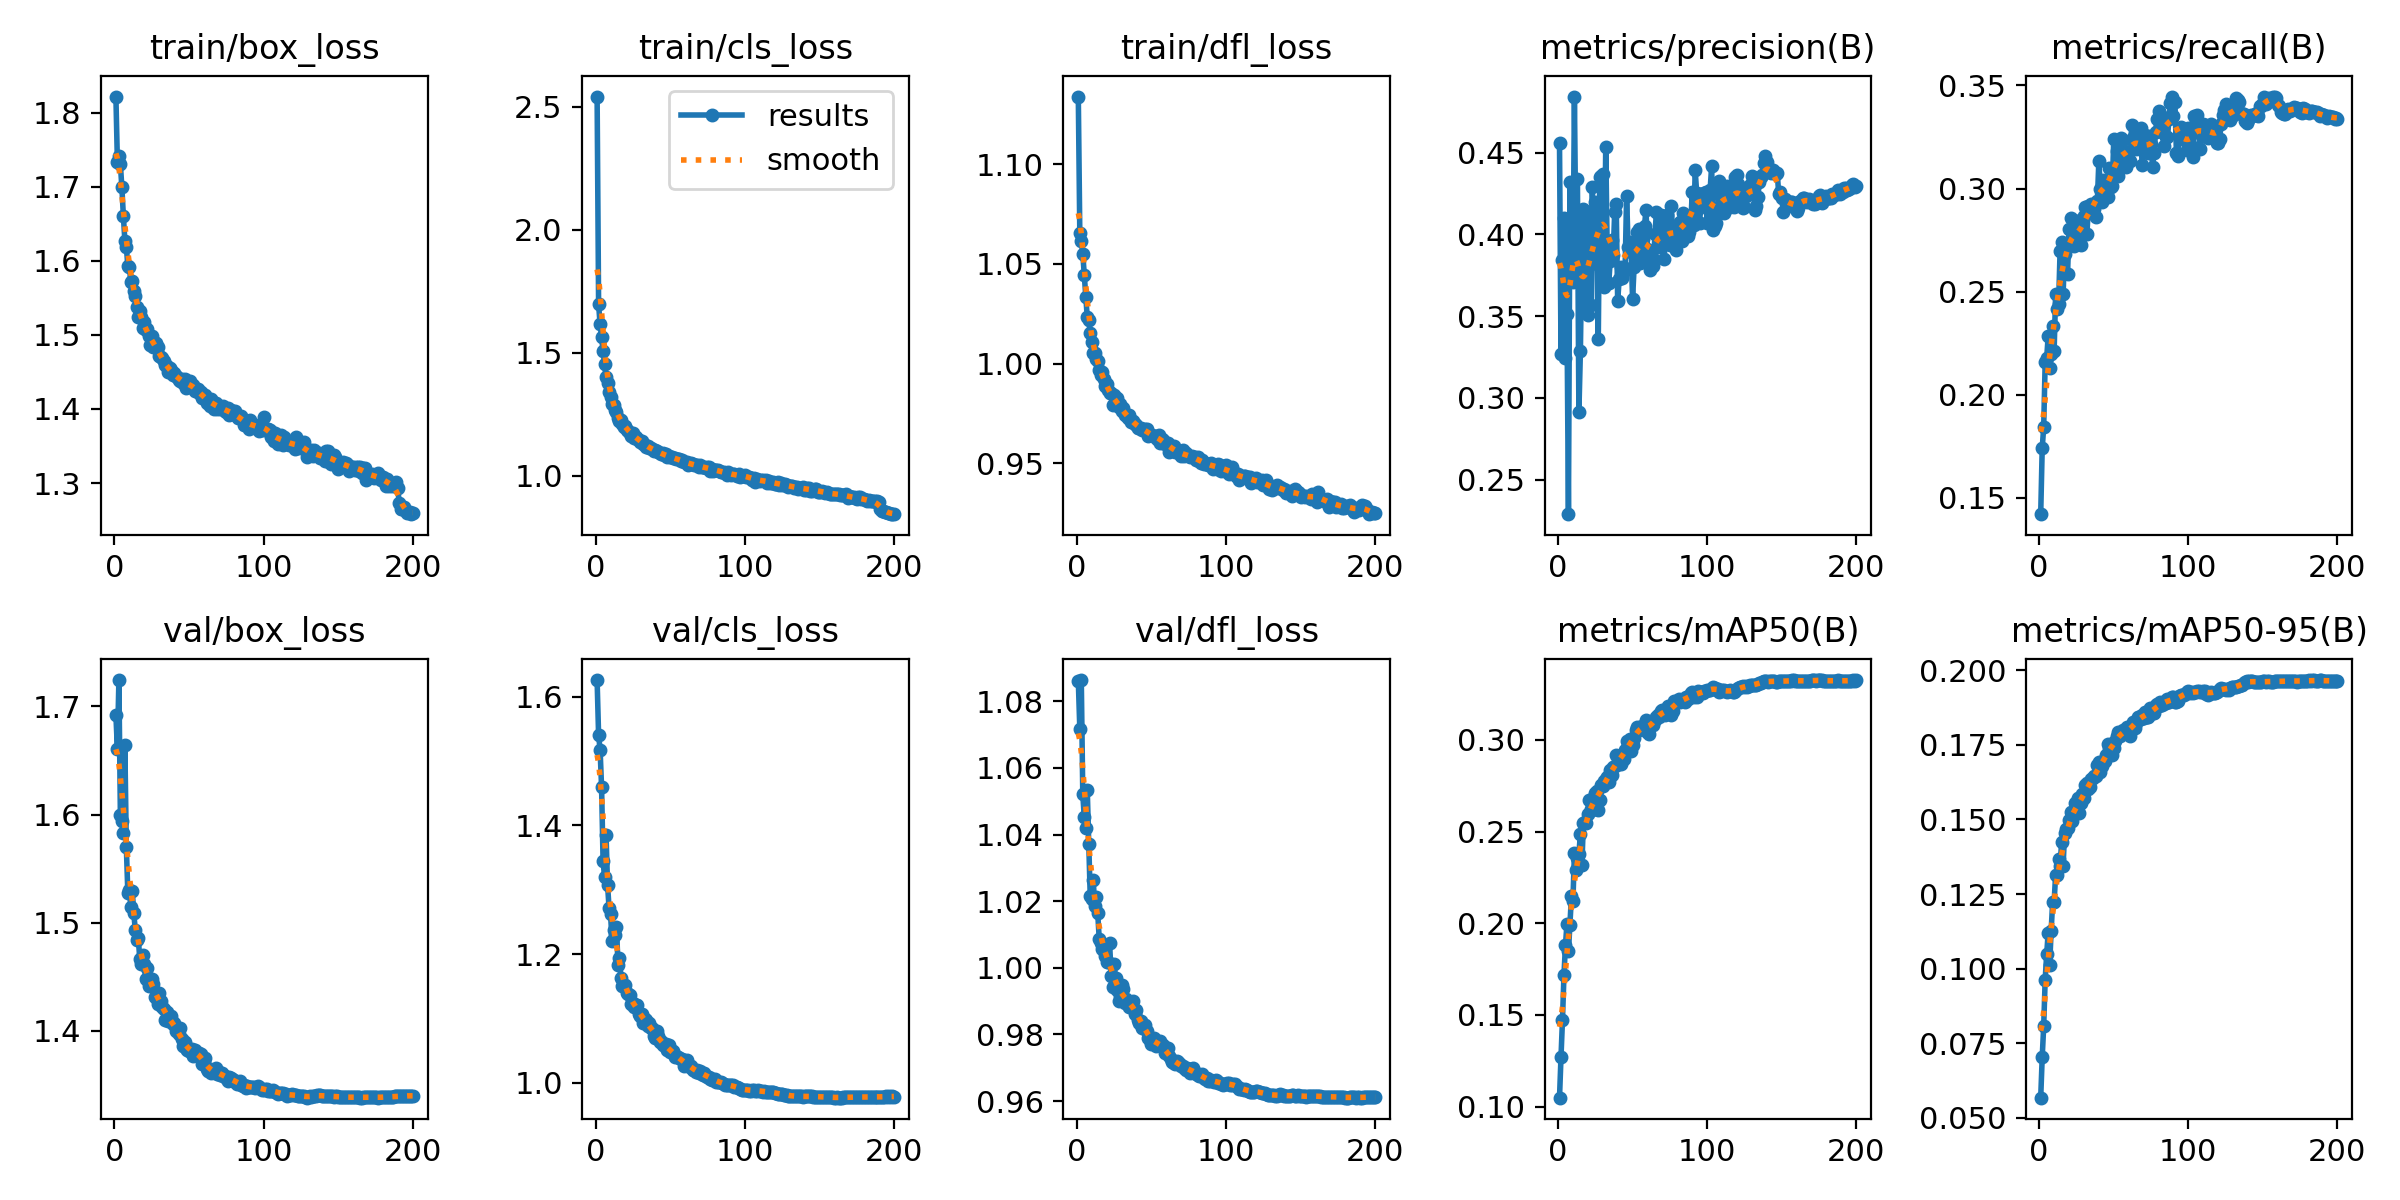 train/box_loss
1.8
1.7
1.6
1.5
1.4
1.3
0 100 200
train/cls_loss
results
smooth
2.5
2.0
1.5
1.0
0 100 200
train/dfl_loss
1.10
1.05
1.00
0.95
0 100 200
metrics/precision(B)
0.45
0.40
0.35
0.30
0.25
0 100 200
metrics/recall(B)
0.35
0.30
0.25
0.20
0.15
0 100 200
val/box_loss
1.7
1.6
1.5
1.4
0 100 200
val/cls_loss
1.6
1.4
1.2
1.0
0 100 200
val/dfl_loss
1.08
1.06
1.04
1.02
1.00
0.98
0.96
0 100 200
metrics/mAP50(B)
0.30
0.25
0.20
0.15
0.10
0 100 200
metrics/mAP50-95(B)
0.200
0.175
0.150
0.125
0.100
0.075
0.050
0 100 200